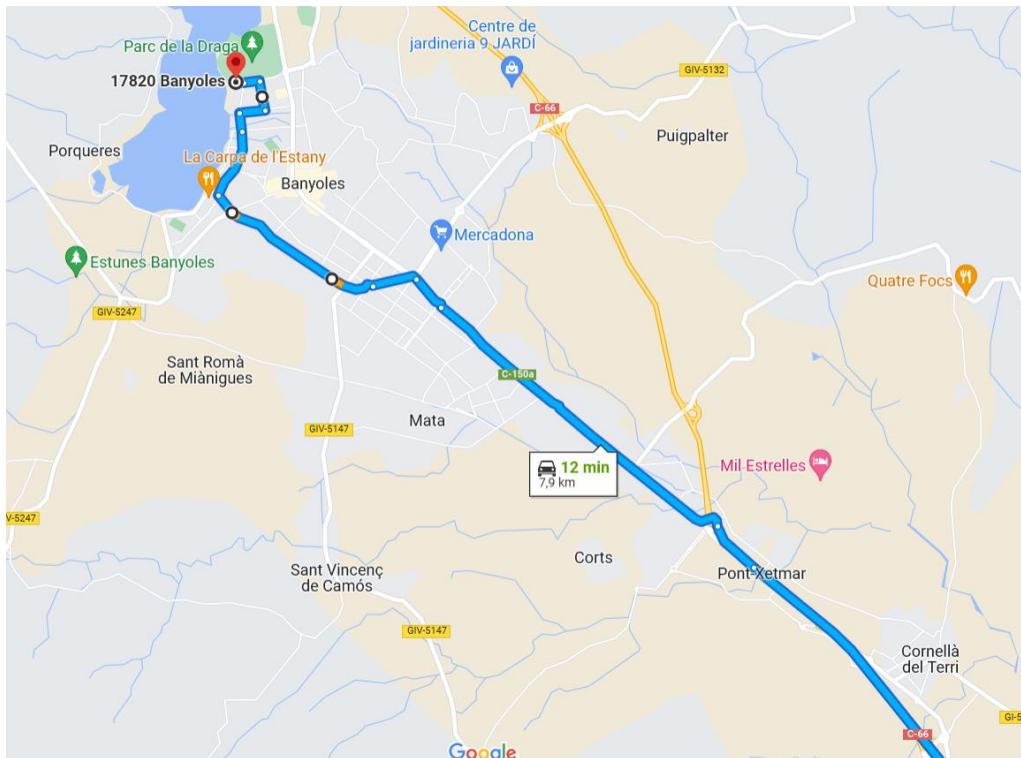 Centre de
jardineria 9 JARDÍ
Parc de la Draga
GIV-5132
17820 Banyoles
C-66
Puigpalter
Porqueres
La Carpa de l'Estany
Banyoles
Mercadona
Estunes Banyoles
Quatre Focs
GIV-5247
Sant Romà
de Miànigues
C-150a
Mata
GIV-5147
12 min
7,9 km
Mil Estrelles
V-5247
Corts
Sant Vincenç
de Camós
Pont-Xetmar
GIV-5147
Cornellà
del Terri
GI-5
C-66
Google